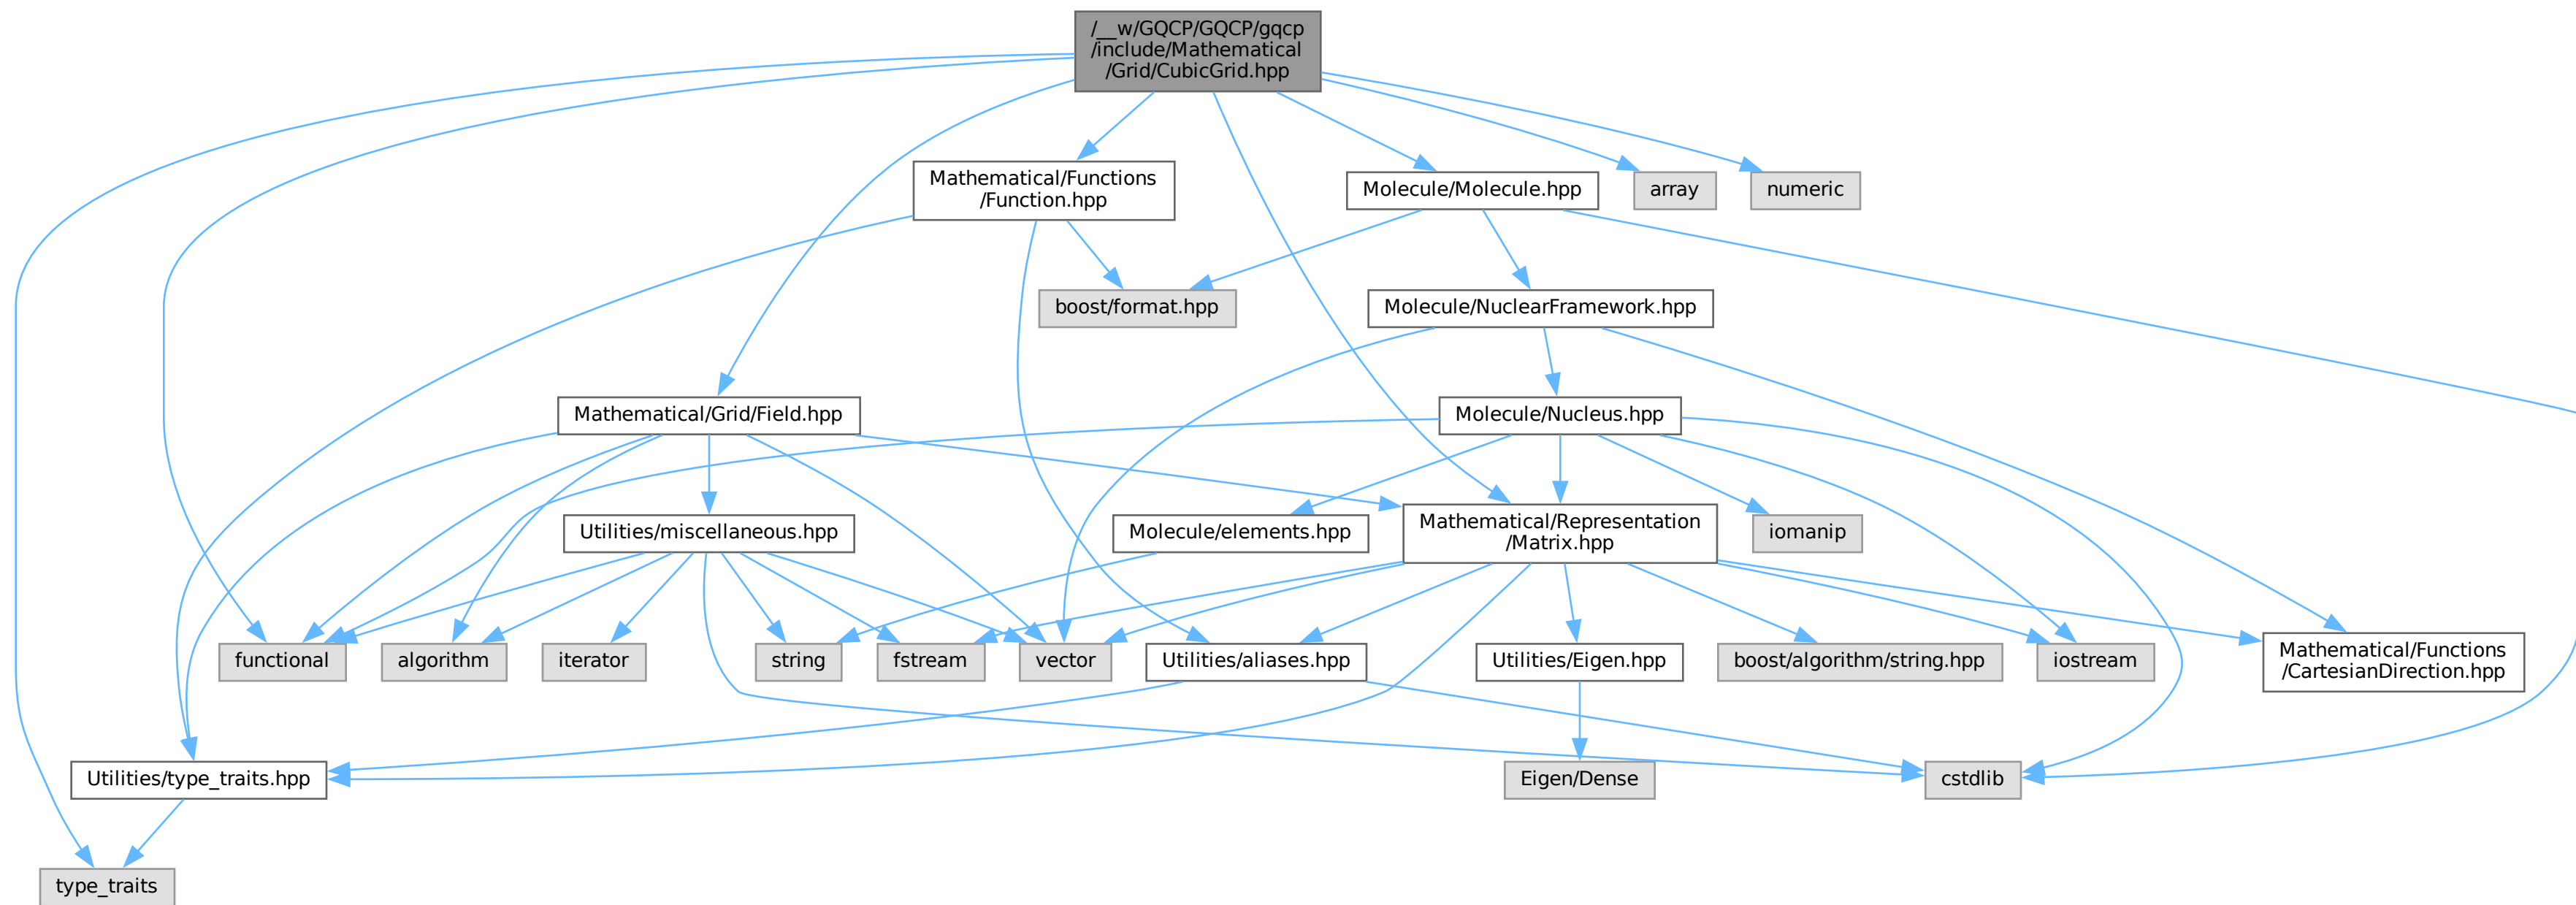 /__w/GQCP/GQCP/gqcp
/include/Mathematical
/Grid/CubicGrid.hpp
Mathematical/Functions
/Function.hpp
Molecule/Molecule.hpp
array
numeric
boost/format.hpp
Molecule/NuclearFramework.hpp
Mathematical/Grid/Field.hpp
Molecule/Nucleus.hpp
Utilities/miscellaneous.hpp
Molecule/elements.hpp
Mathematical/Representation
/Matrix.hpp
iomanip
functional
algorithm
iterator
string
fstream
vector
Utilities/aliases.hpp
Utilities/Eigen.hpp
boost/algorithm/string.hpp
iostream
Mathematical/Functions
/CartesianDirection.hpp
Utilities/type_traits.hpp
Eigen/Dense
cstdlib
type_traits